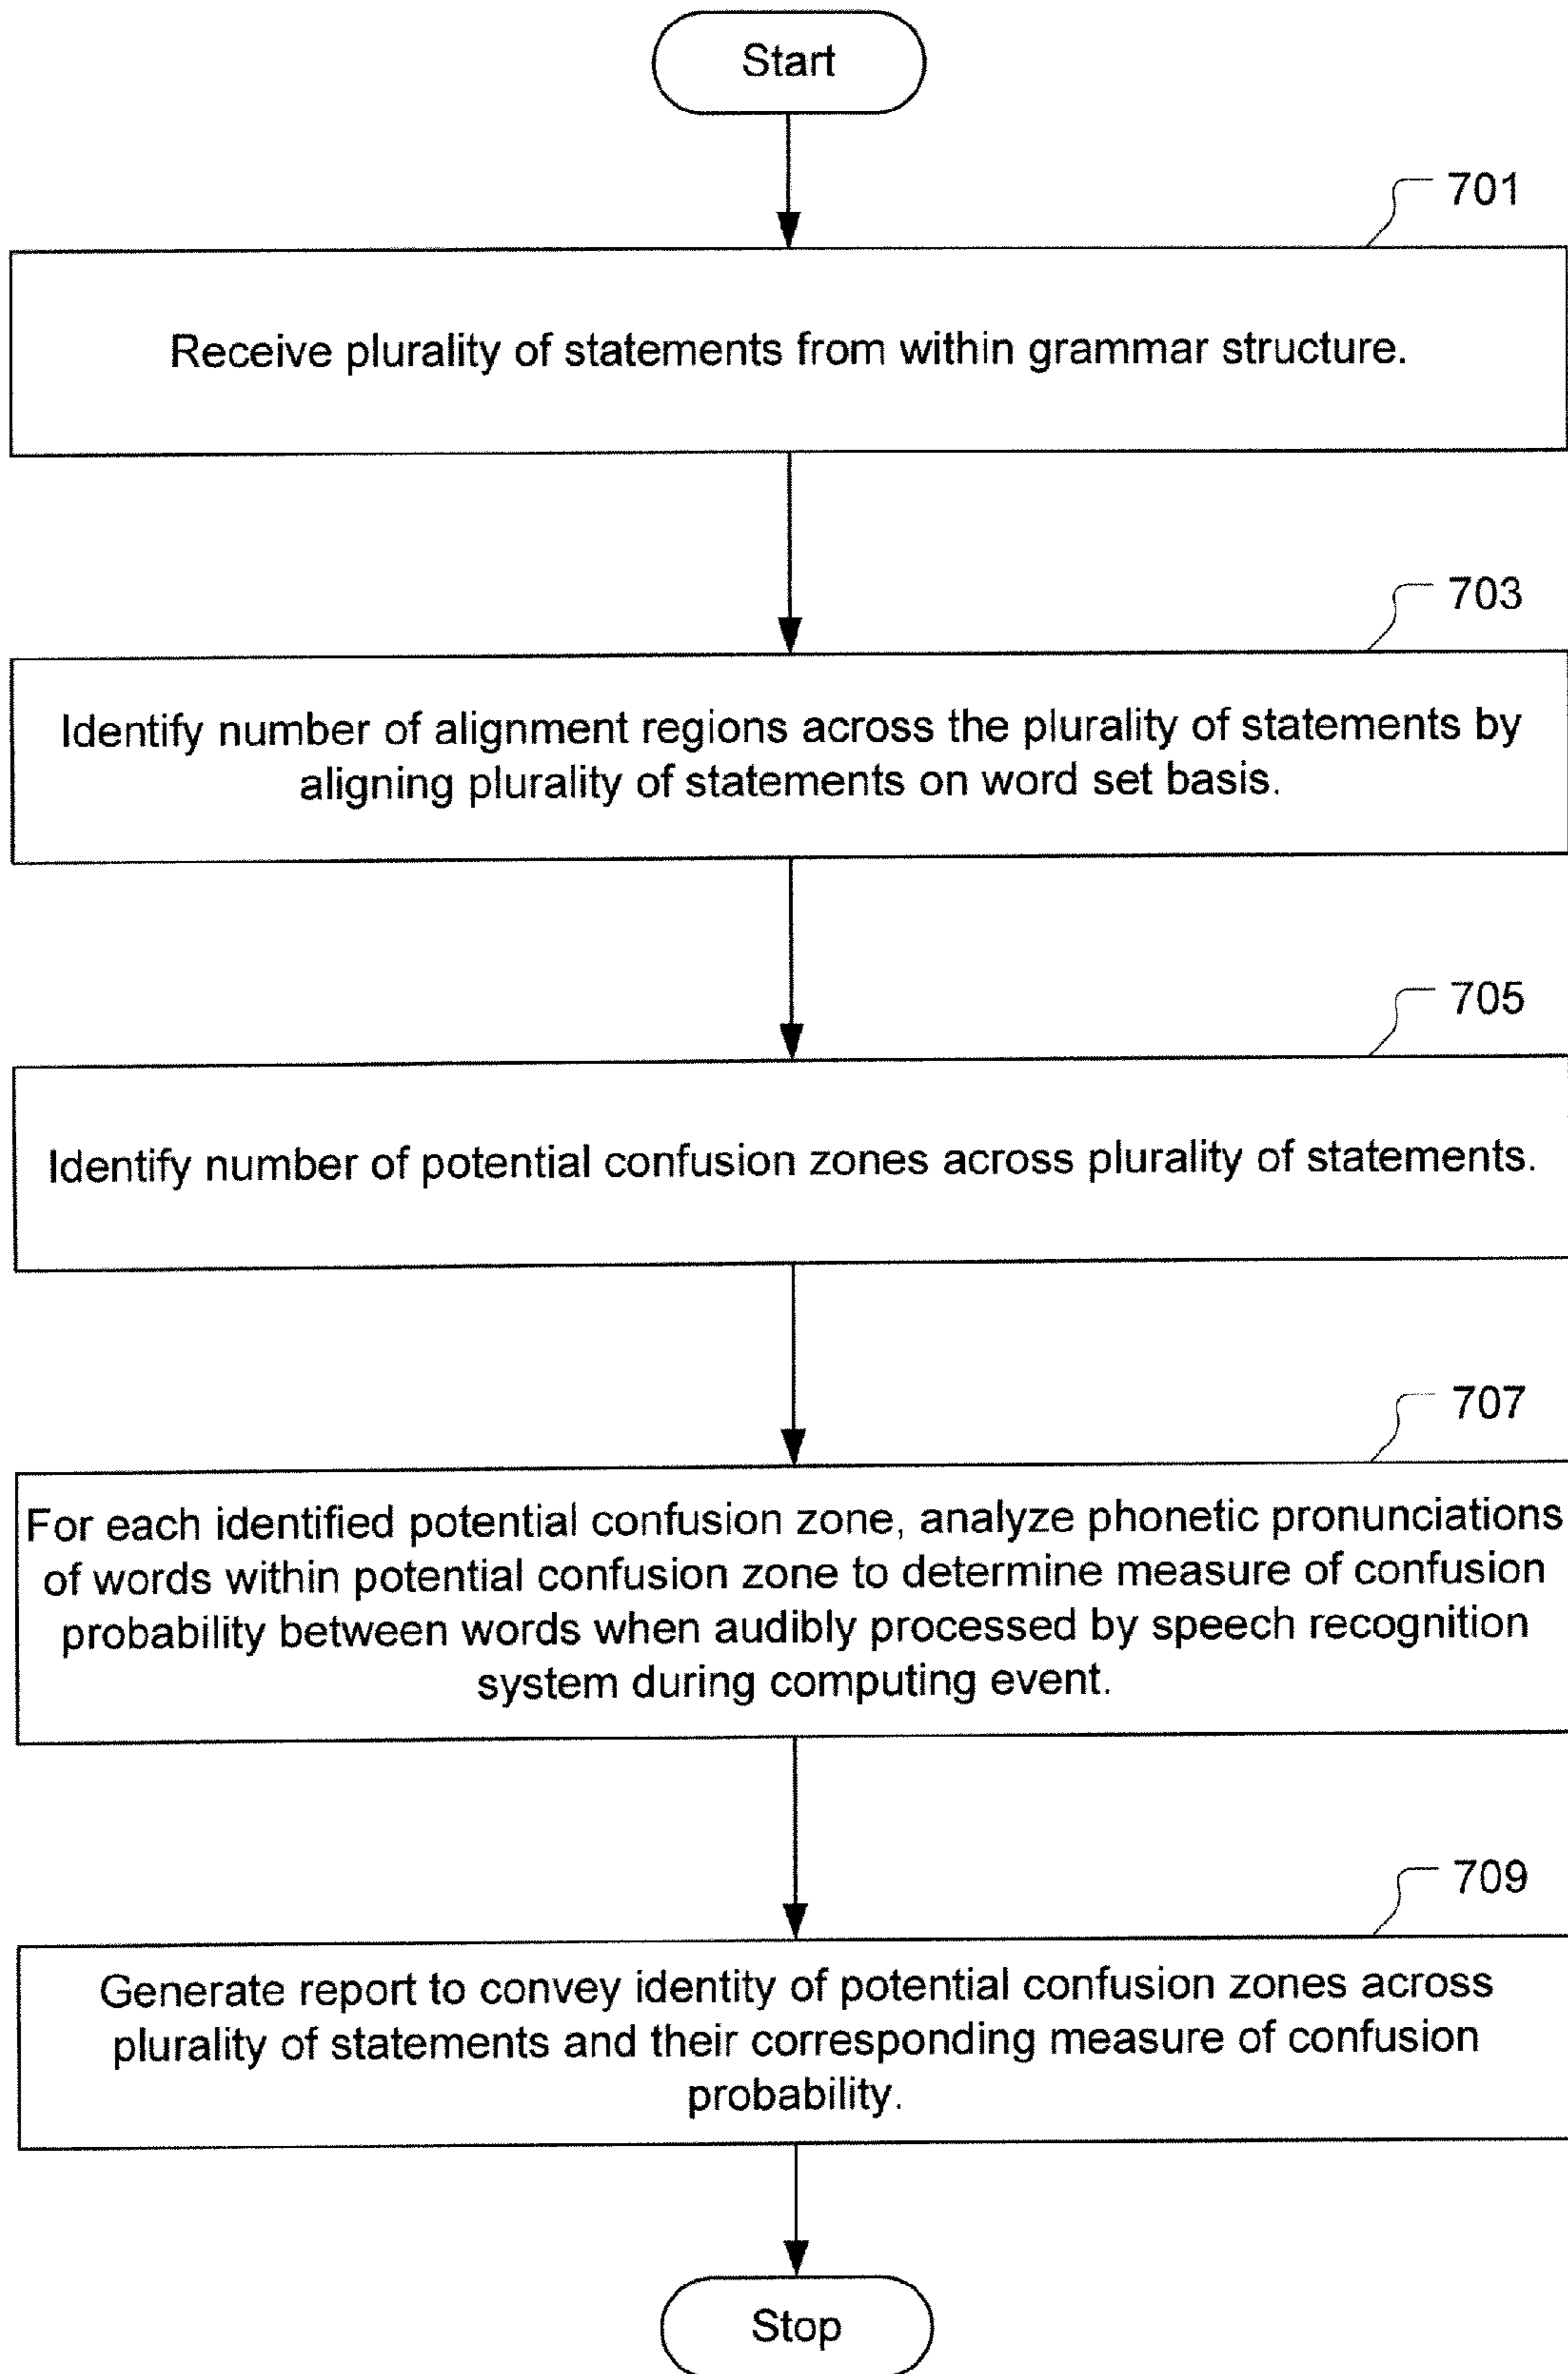 Start
701
Receive plurality of statements from within grammar structure.
703
Identify number of alignment regions across the plurality of statements by
aligning plurality of statements on word set basis.
705
Identify number of potential confusion zones across plurality of statements.
707
For each identified potential confusion zone, analyze phonetic pronunciations
of words within potential confusion zone to determine measure of confusion
probability between words when audibly processed by speech recognition
system during computing event.
709
Generate report to convey identity of potential confusion zones across
plurality of statements and their corresponding measure of confusion
probability.
Stop